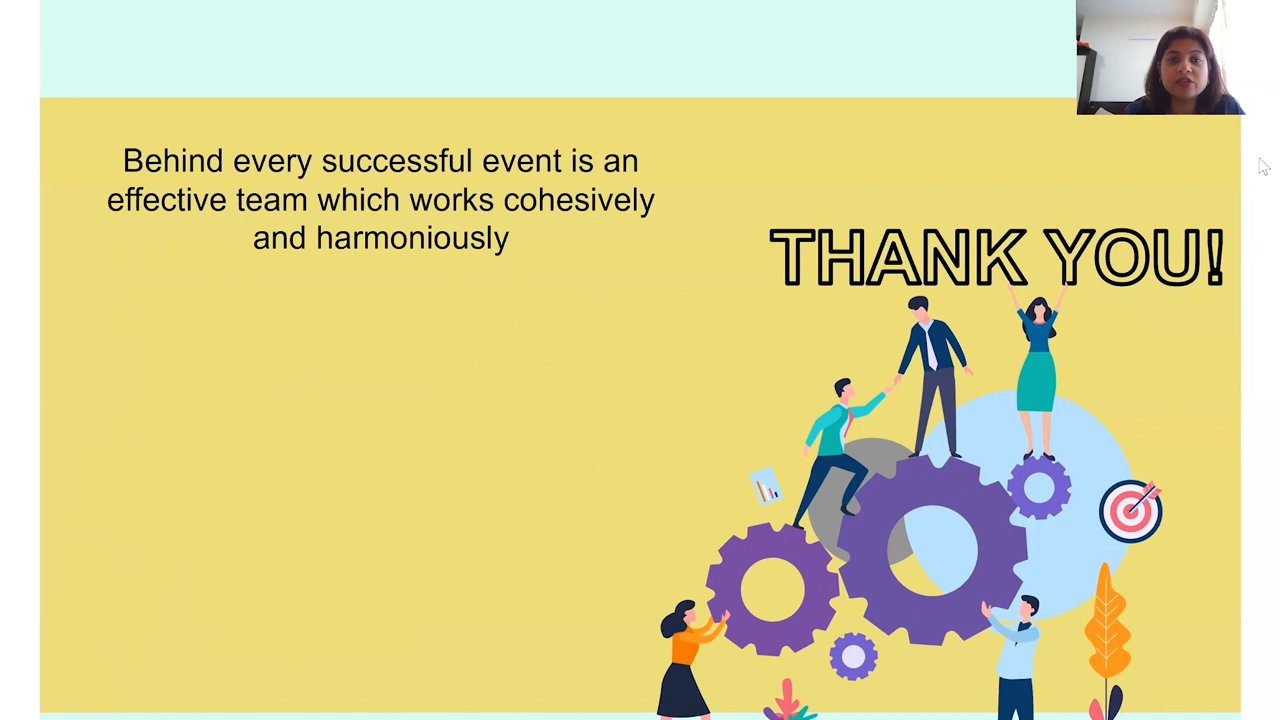 Behind every successful event is an
effective team which works cohesively
and harmoniously
THANK YOU!